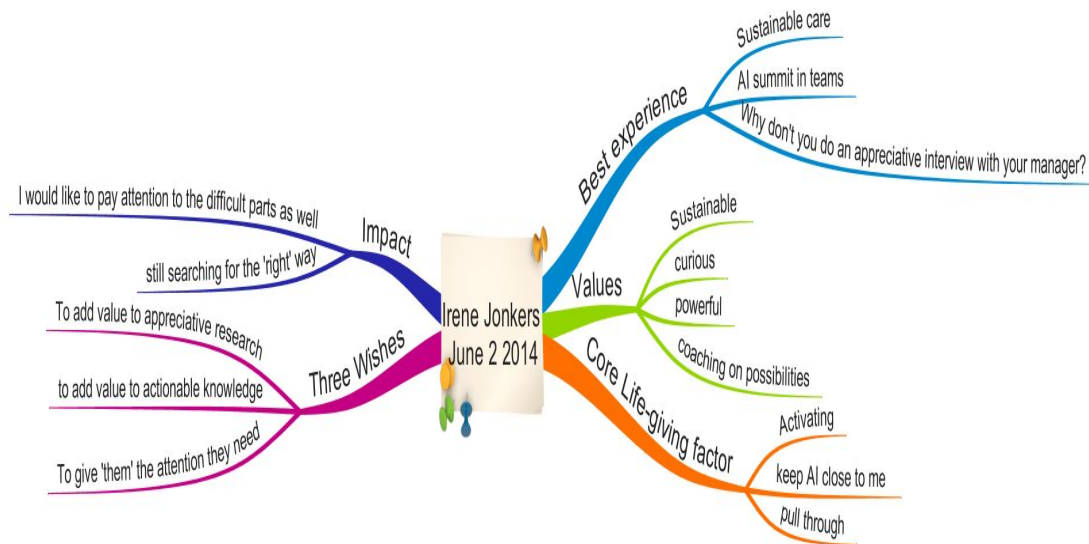 Irene Jonkers
June 2 2014
Best experience
Sustainable care
AI summit in teams
Why don't you do an appreciative interview with your manager?
Values
Sustainable
curious
powerful
coaching on possibilities
Core Life-giving factor
Activating
keep AI close to me
pull through
Three Wishes
To add value to appreciative research
to add value to actionable knowledge
To give 'them' the attention they need
Impact
I would like to pay attention to the difficult parts as well
still searching for the 'right' way